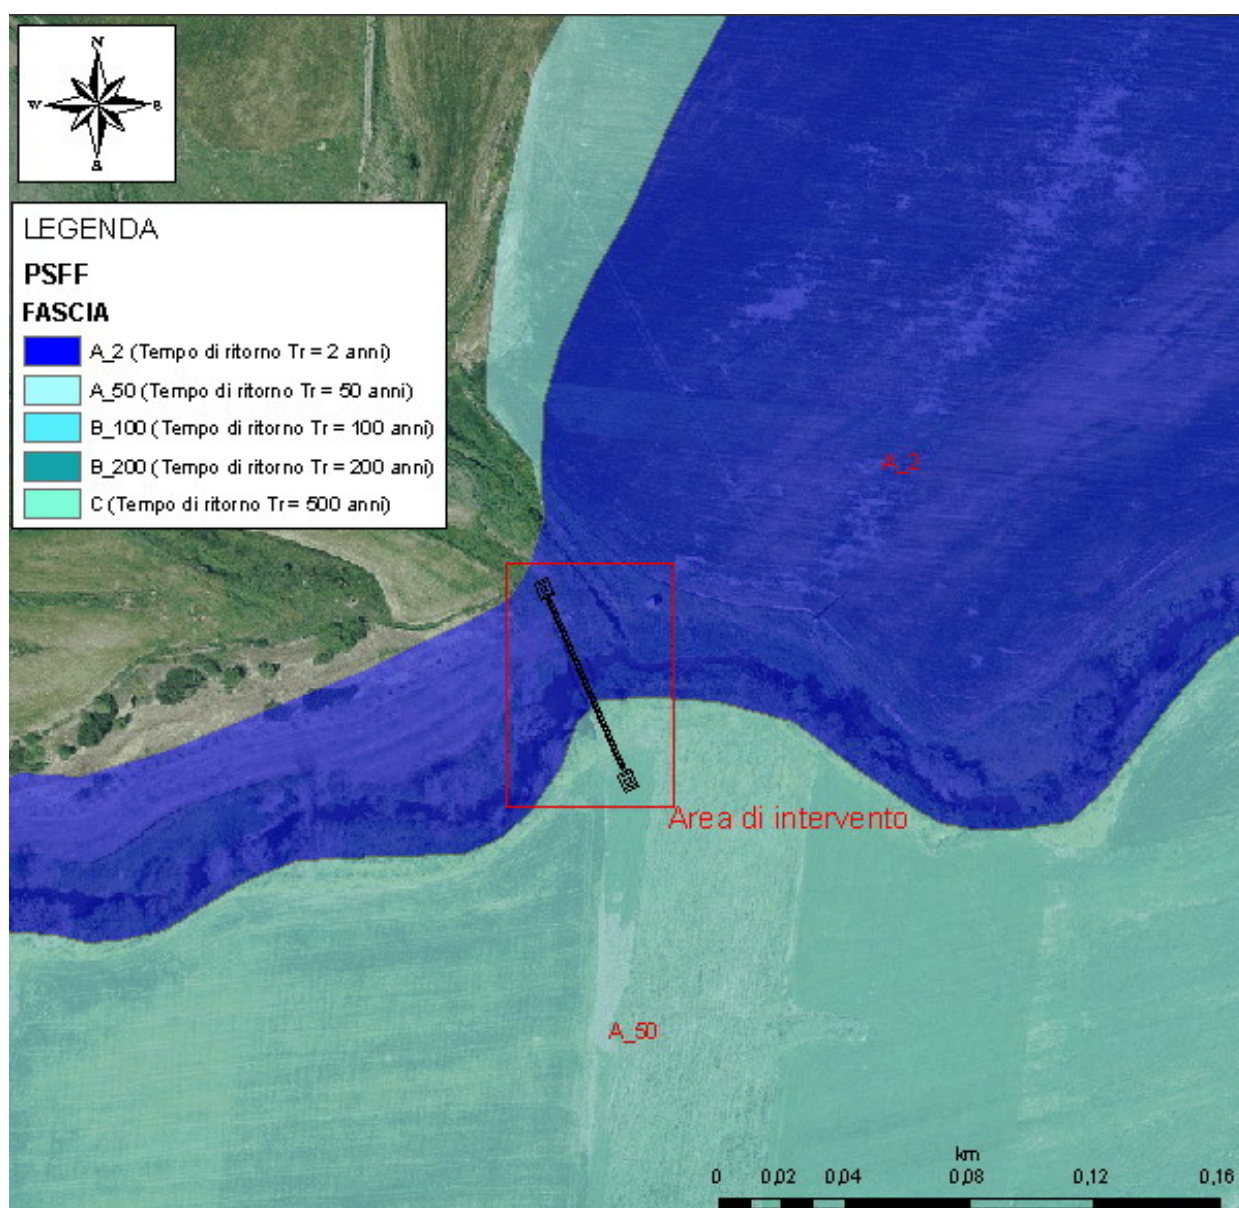 N
W E
S
LEGENDA
PSFF
FASCIA
A_2 (Tempo di ritorno Tr = 2 anni)
A_50 (Tempo di ritorno Tr = 50 anni)
B_100 (Tempo di ritorno Tr = 100 anni)
B_200 (Tempo di ritorno Tr = 200 anni)
C (Tempo di ritorno Tr = 500 anni)
A_2
Area di intervento
A_50
km
0 0,02 0,04 0,08 0,12 0,16